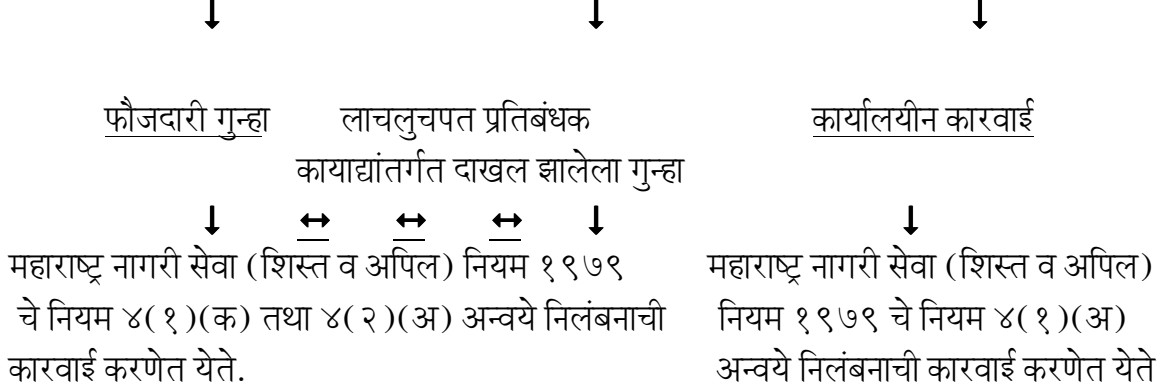 फौजदारी गुन्हा लाचलुचपत प्रतिबंधक कार्यालयीन कारवाई
कायाद्यांतर्गत दाखल झालेला गुन्हा
महाराष्ट्र नागरी सेवा (शिस्त व अपिल) नियम १९७९ महाराष्ट्र नागरी सेवा (शिस्त व अपिल)
चे नियम ४(१)(क) तथा ४(२)(अ) अन्वये निलंबनाची नियम १९७९ चे नियम ४(१)(अ)
कारवाई करणेत येते. अन्वये निलंबनाची कारवाई करणेत येते